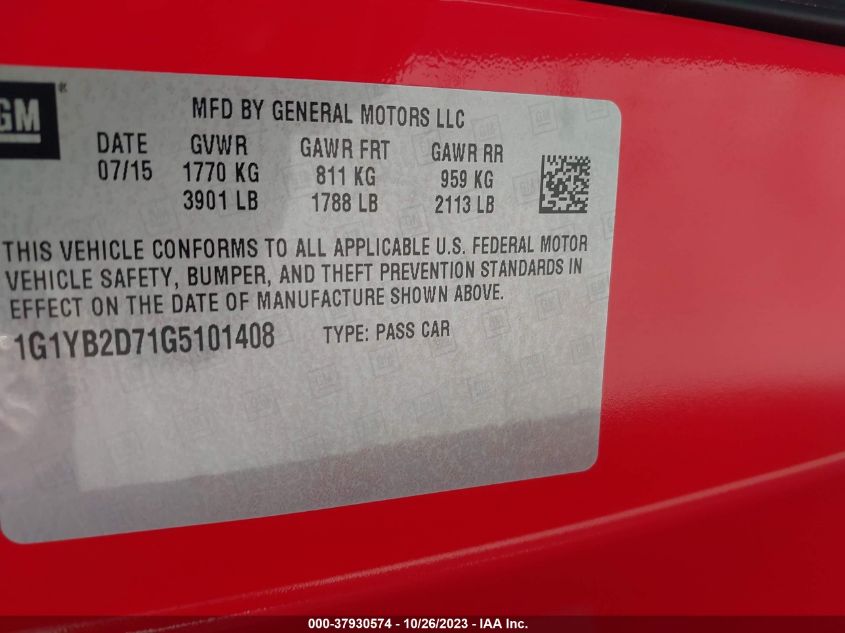 GM
®
MFD BY GENERAL MOTORS LLC
DATE GVWR GAWR FRT GAWR RR
07/15 1770 KG 811 KG 959 KG
3901 LB 1788 LB 2113 LB
THIS VEHICLE CONFORMS TO ALL APPLICABLE U.S. FEDERAL MOTOR
VEHICLE SAFETY, BUMPER, AND THEFT PREVENTION STANDARDS IN
EFFECT ON THE DATE OF MANUFACTURE SHOWN ABOVE.
1G1YB2D71G5101408 TYPE: PASS CAR
000-37930574 - 10/26/2023 - IAA Inc.